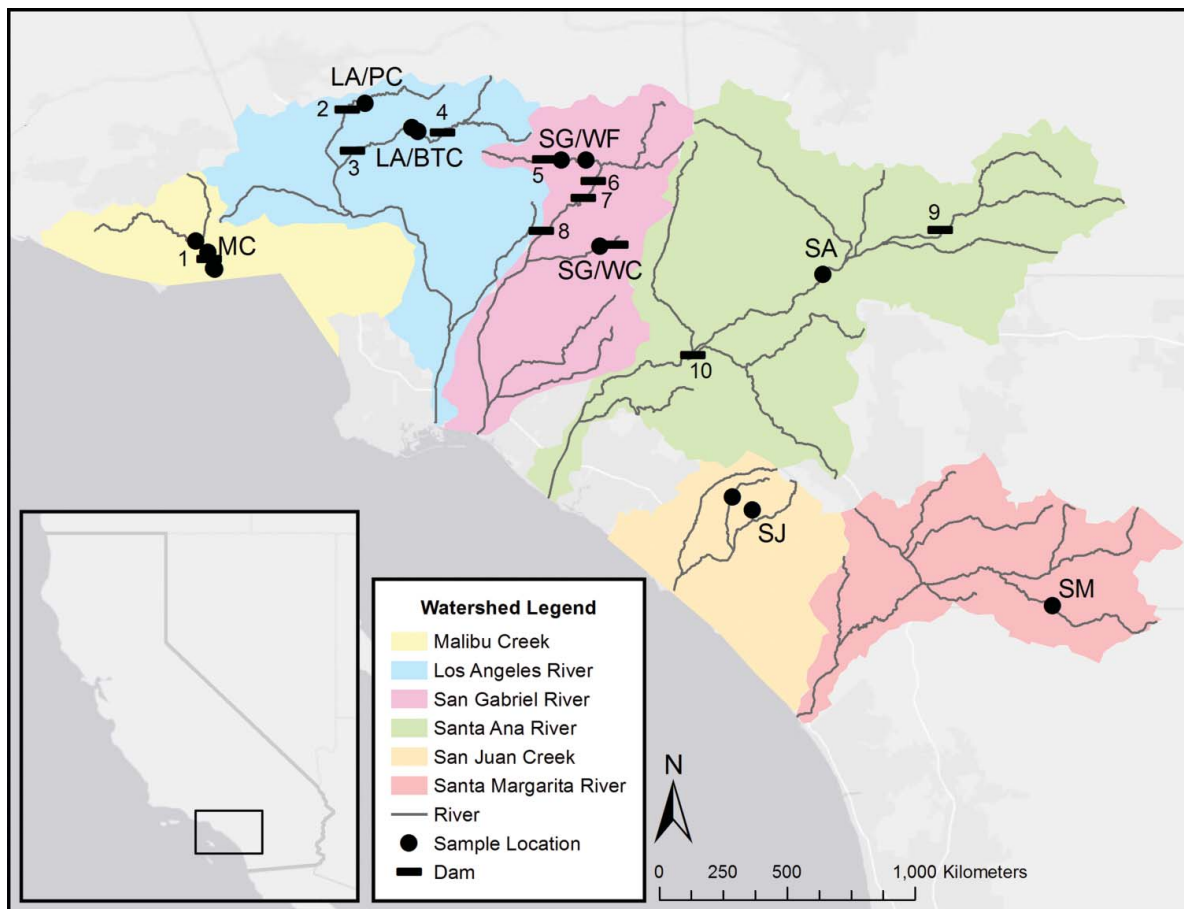 LA/PC
2
4
LA/BTC
3
SG/WF
5
6
7
8
SG/WC
9
SA
MC
1
10
SJ
SM
Watershed Legend
Malibu Creek
Los Angeles River
San Gabriel River
Santa Ana River
San Juan Creek
Santa Margarita River
River
Sample Location
Dam
N
0 250 500 1,000 Kilometers